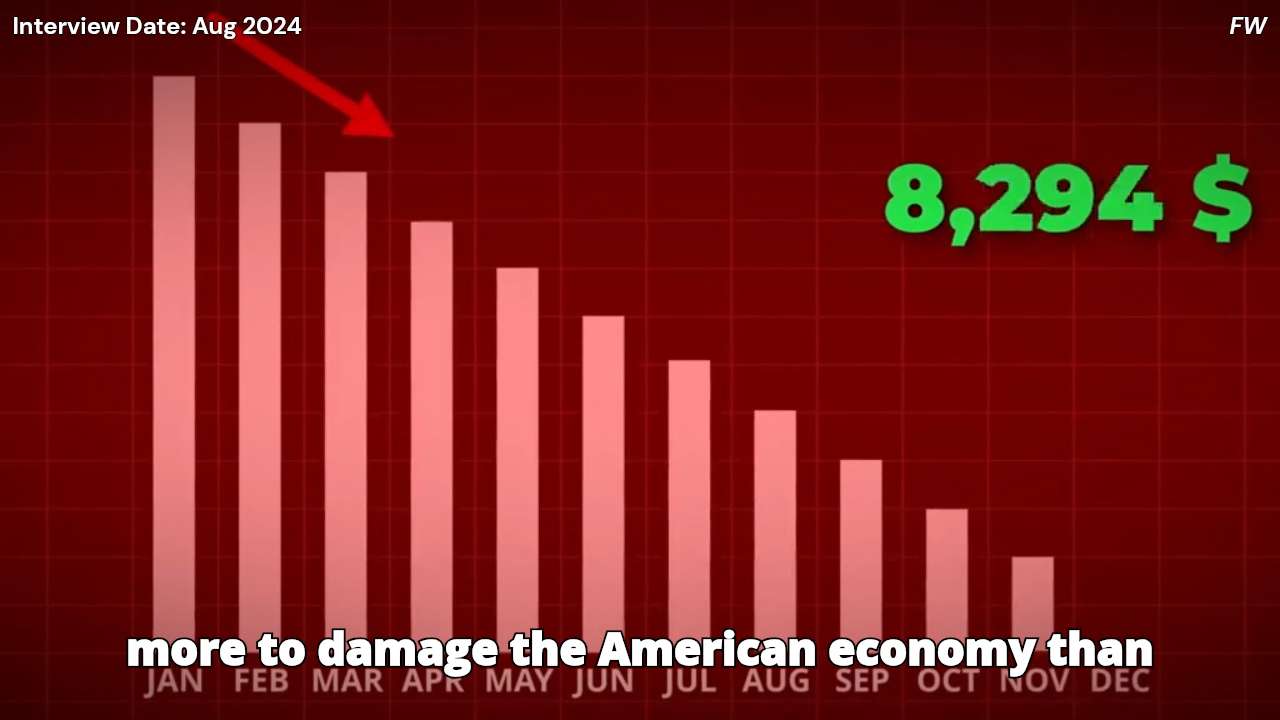 Interview Date: Aug 2024
FW
8,294 $
more to damage the American economy than
JAN FEB MAR APR MAY JUN JUL AUG SEP OCT NOV DEC